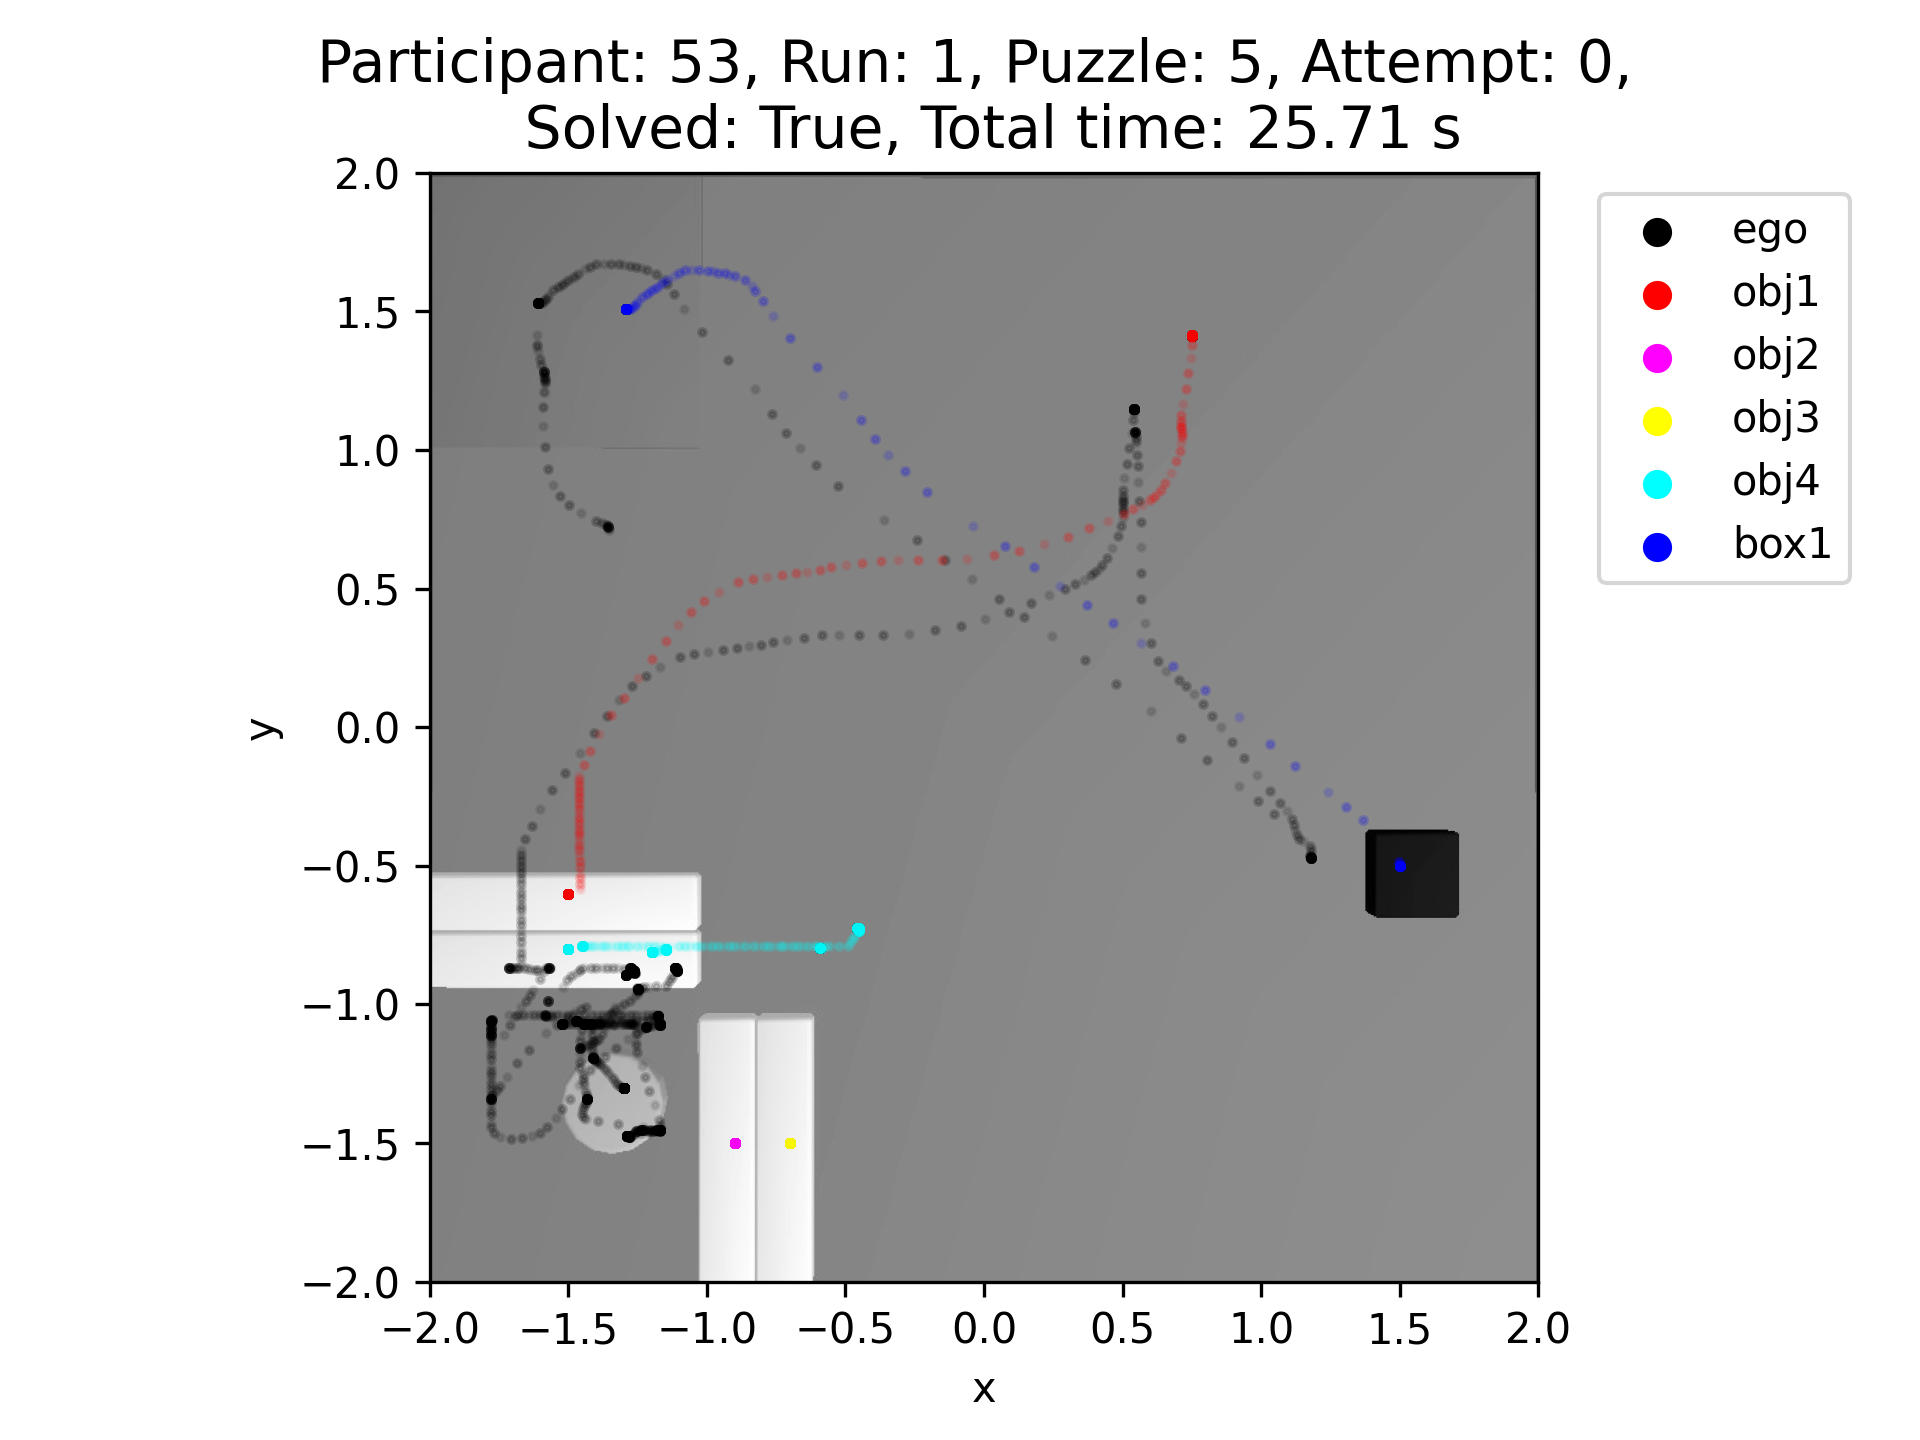 Participant: 53, Run: 1, Puzzle: 5, Attempt: 0,
Solved: True, Total time: 25.71 s
2.0
1.5
1.0
0.5
0.0
−0.5
−1.0
−1.5
−2.0
y
−2.0 −1.5 −1.0 −0.5 0.0 0.5 1.0 1.5 2.0
x
ego
obj1
obj2
obj3
obj4
box1